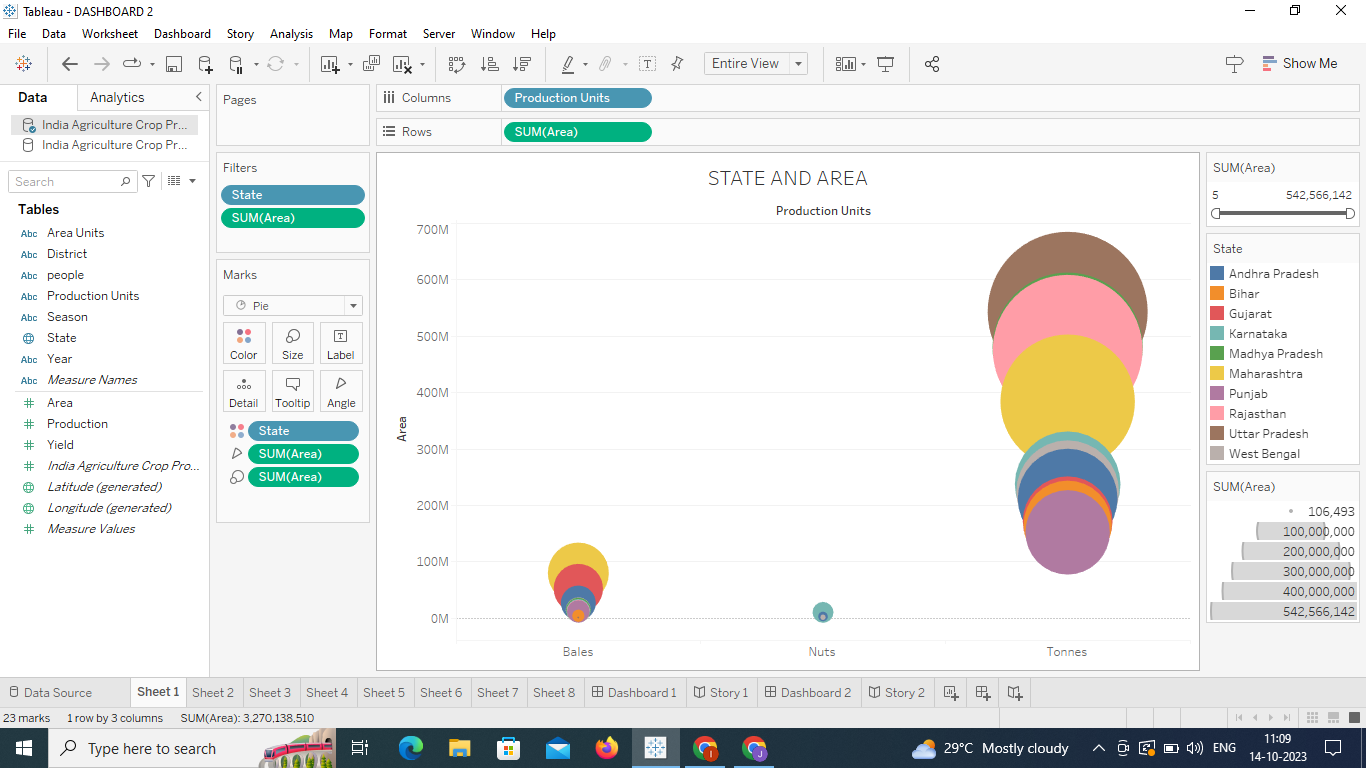 Tableau - DASHBOARD 2
File Data Worksheet Dashboard Story Analysis Map Format Server Window Help
Entire View
Show Me
Data Analytics
India Agriculture Crop Pr...
India Agriculture Crop Pr...
Search
Tables
Abc Area Units
Abc District
Abc people
Abc Production Units
Abc Season
State
Abc Year
Abc Measure Names
Area
Production
Yield
India Agriculture Crop Pro...
Latitude (generated)
Longitude (generated)
Measure Values
Pages
Filters
State
SUM(Area)
Marks
Pie
Color Size Label
Detail Tooltip Angle
State
SUM(Area)
SUM(Area)
Columns Production Units
Rows SUM(Area)
STATE AND AREA
Production Units
700M
600M
500M
400M
300M
200M
100M
0M
Area
Bales Nuts Tonnes
SUM(Area)
5 542,566,142
State
Andhra Pradesh
Bihar
Gujarat
Karnataka
Madhya Pradesh
Maharashtra
Punjab
Rajasthan
Uttar Pradesh
West Bengal
SUM(Area)
106,493
100,000,000
200,000,000
300,000,000
400,000,000
542,566,142
Data Source Sheet 1 Sheet 2 Sheet 3 Sheet 4 Sheet 5 Sheet 6 Sheet 7 Sheet 8 Dashboard 1 Story 1 Dashboard 2 Story 2
23 marks 1 row by 3 columns SUM(Area): 3,270,138,510
Type here to search
29°C Mostly cloudy
ENG
11:09
14-10-2023